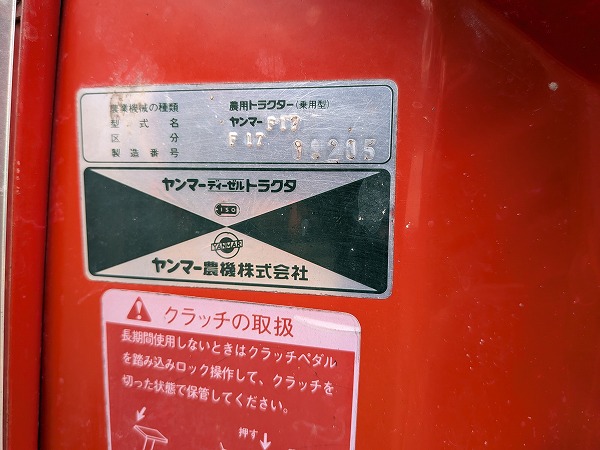 農業機械の種類 農用トラクター(乗用型)
型式名 ヤンマー F17
区分 F 17
製造番号
ヤンマーディーゼルトラクタ
YANMAR
ヤンマー農機株式会社
クラッチの取扱
長期間使用しないときはクラッチペダル
を踏み込みロック操作して、クラッチを
切った状態で保管してください。
押す